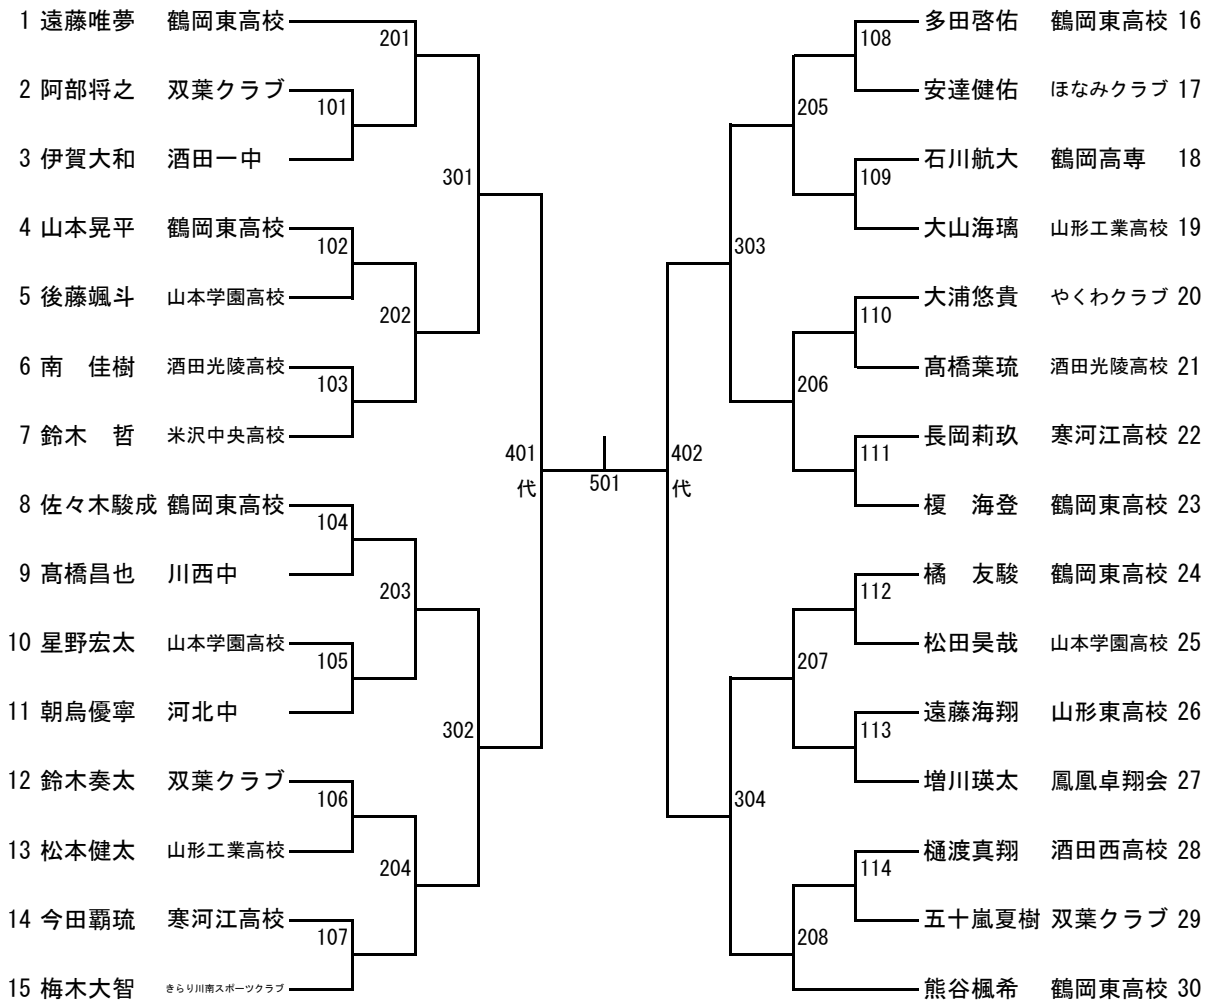 1 遠藤唯夢 鶴岡東高校
201
2 阿部将之 双葉クラブ
101
3 伊賀大和 酒田一中
301
4 山本晃平 鶴岡東高校
102
5 後藤颯斗 山本学園高校
202
6 南 佳樹 酒田光陵高校
103
7 鈴木 哲 米沢中央高校
401
代
8 佐々木駿成 鶴岡東高校
104
9 髙橋昌也 川西中
203
10 星野宏太 山本学園高校
105
11 朝烏優寧 河北中
302
12 鈴木奏太 双葉クラブ
106
13 松本健太 山形工業高校
204
14 今田覇琉 寒河江高校
107
15 梅木大智 きらり川南スポーツクラブ
501
多田啓佑 鶴岡東高校 16
108
安達健佑 ほなみクラブ 17
205
石川航大 鶴岡高専 18
109
大山海璃 山形工業高校 19
303
大浦悠貴 やくわクラブ 20
110
髙橋葉琉 酒田光陵高校 21
206
長岡莉玖 寒河江高校 22
111
402
代
榎 海登 鶴岡東高校 23
橘 友駿 鶴岡東高校 24
112
松田昊哉 山本学園高校 25
207
遠藤海翔 山形東高校 26
113
増川瑛太 鳳凰卓翔会 27
304
樋渡真翔 酒田西高校 28
114
五十嵐夏樹 双葉クラブ 29
208
熊谷楓希 鶴岡東高校 30